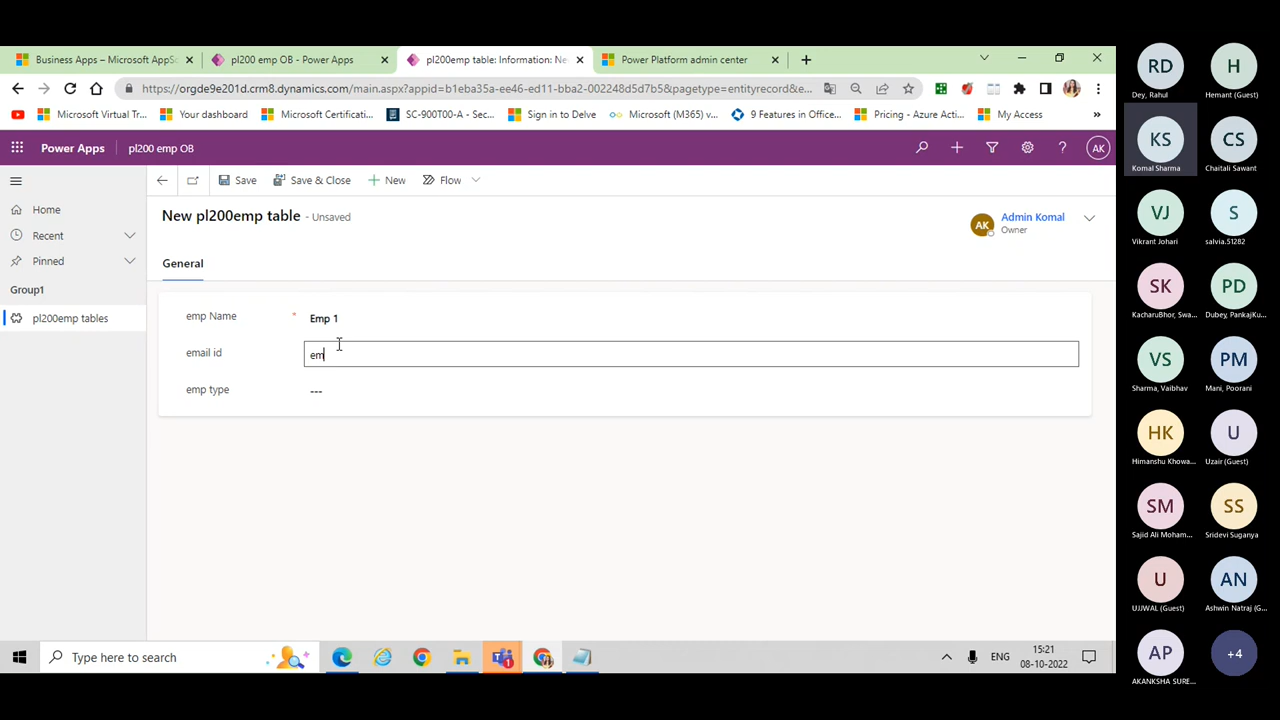 Business Apps – Microsoft AppSc
pl200 emp OB - Power Apps
pl200emp table: Information: Ne
Power Platform admin center
https://orgde9e201d.crm8.dynamics.com/main.aspx?appid=b1eba35a-ee46-ed11-bba2-002248d5d7b5&pagetype=entityrecord&e...
Microsoft Virtual Tr...
Your dashboard
Microsoft Certificati...
SC-900T00-A - Sec...
Sign in to Delve
Microsoft (M365) v...
9 Features in Office...
Pricing - Azure Acti...
My Access
»
Power Apps
pl200 emp OB
AK
Save
Save & Close
New
Flow
Home
Recent
Pinned
Group1
pl200emp tables
New pl200emp table - Unsaved
AK
Admin Komal
Owner
General
emp Name
*
Emp 1
email id
em
emp type
---
Type here to search
1
ENG
15:21
08-10-2022
RD
Dey, Rahul
H
Hemant (Guest)
KS
Komal Sharma
CS
Chaitali Sawant
VJ
Vikrant Johari
S
salvia.51282
SK
KacharuBhor, Swa...
PD
Dubey, PankajKu...
VS
Sharma, Vaibhav
PM
Mani, Poorani
HK
Himanshu Khowa...
U
Uzair (Guest)
SM
Sajid Ali Moham...
SS
Sridevi Suganya
U
UJJWAL (Guest)
AN
Ashwin Natraj (G...
AP
AKANKSHA SURE...
+4